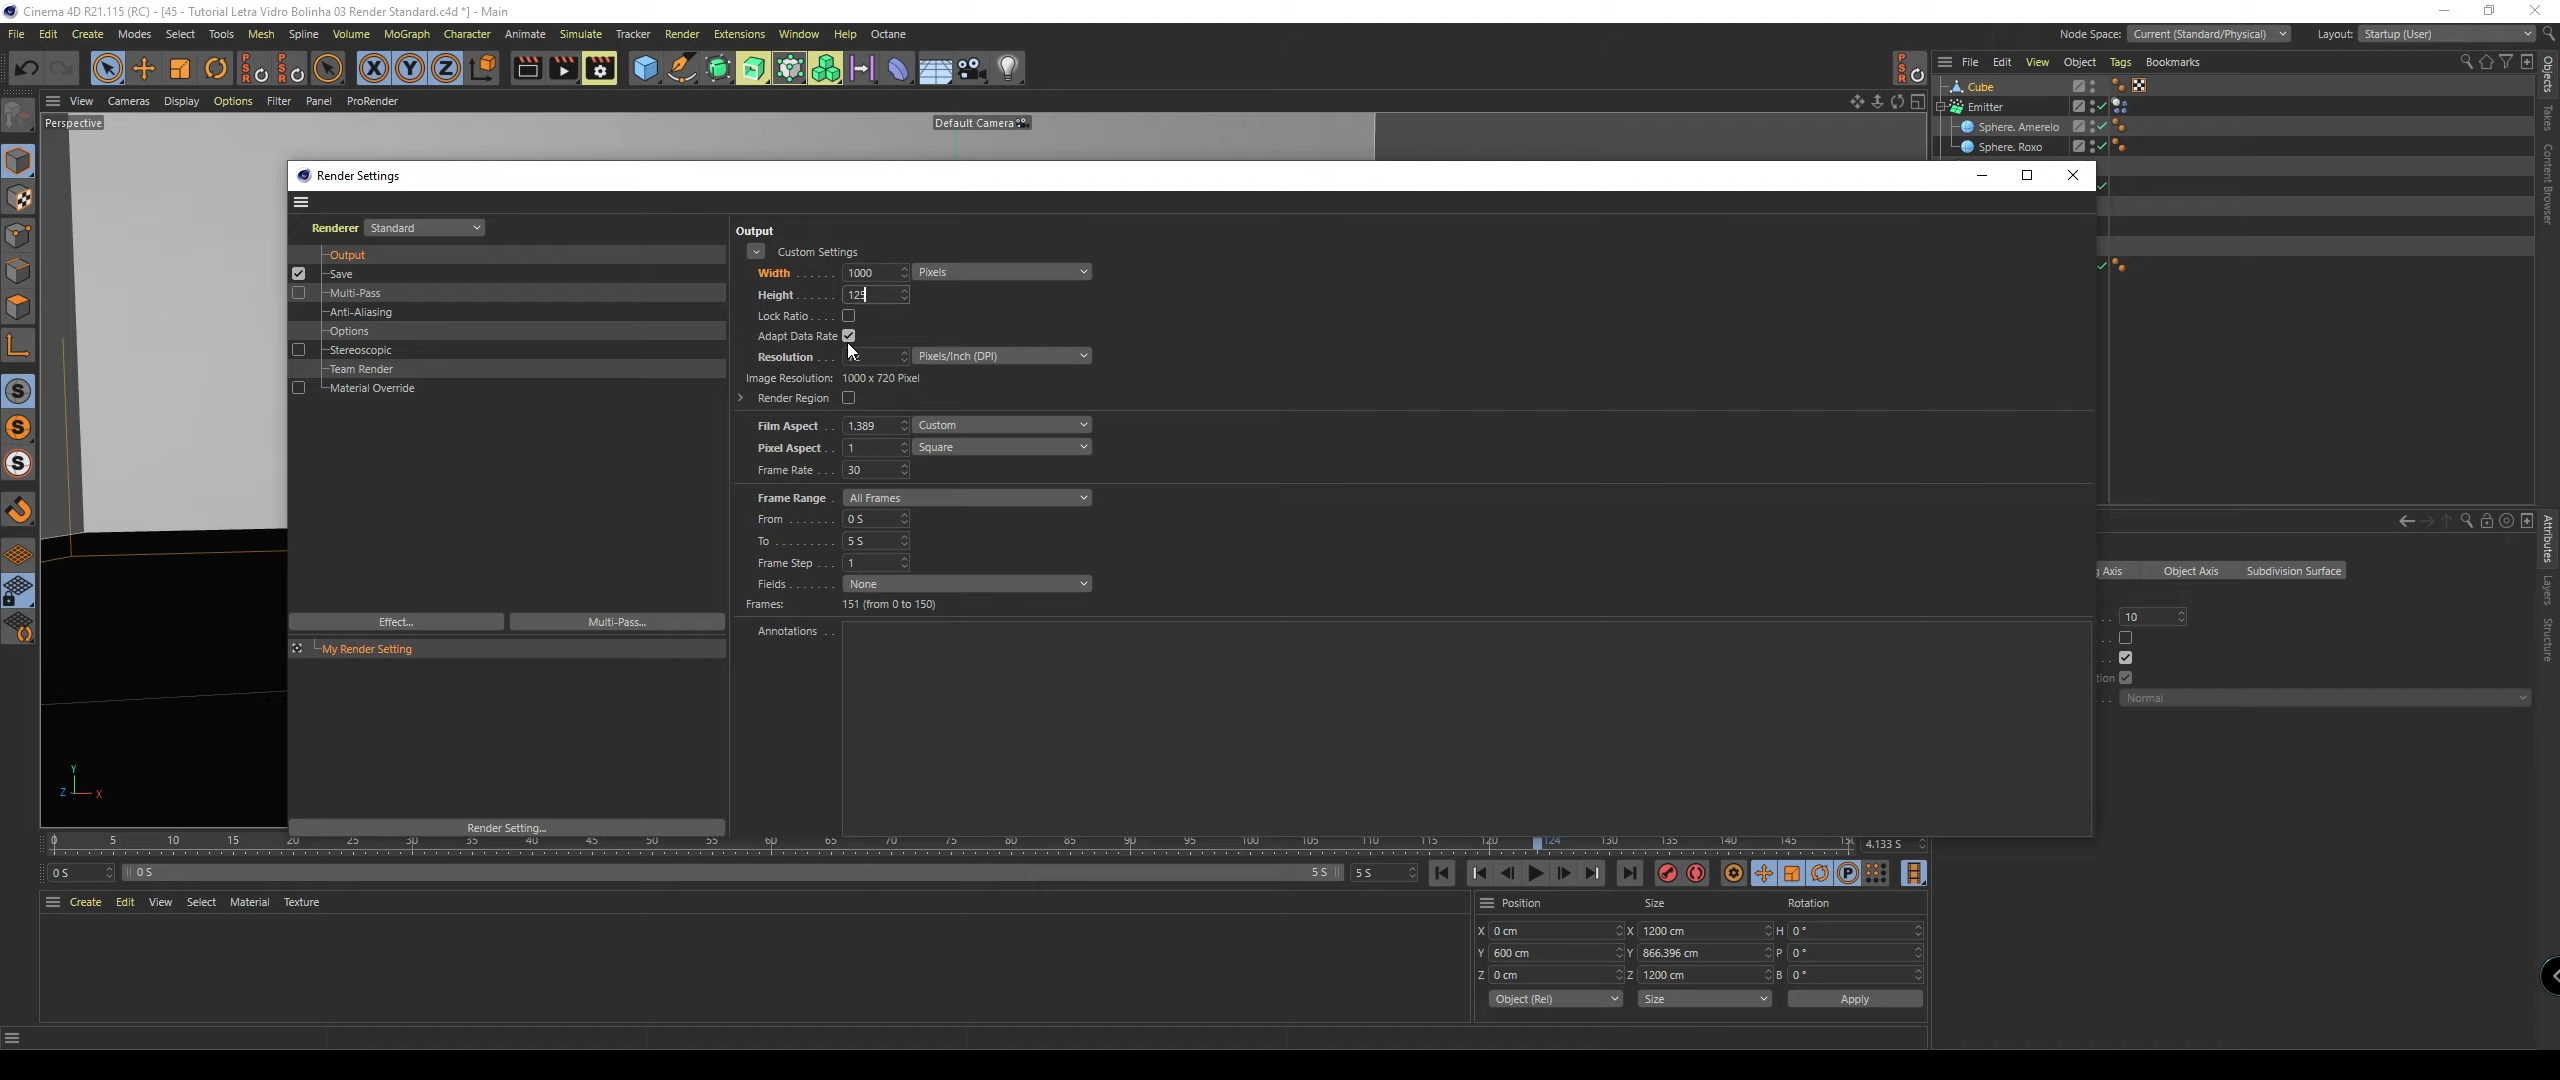 Cinema 4D R21.115 (RC) - [45 - Tutorial Letra Vidro Bolinha 03 Render Standard.c4d *] - Main
File Edit Create Modes Select Tools Mesh Spline Volume MoGraph Character Animate Simulate Tracker Render Extensions Window Help Octane
Node Space: Current (Standard/Physical) Layout: Startup (User)
X Y Z
File Edit View Object Tags Bookmarks
View Cameras Display Options Filter Panel ProRender
Perspective
Default Camera
Cube
Emitter
Sphere. Amerelo
Sphere. Roxo
Objects
Takes
Content Browser
Render Settings
Renderer Standard
Output
Save
Multi-Pass
Anti-Aliasing
Options
Stereoscopic
Team Render
Material Override
Effect...
Multi-Pass...
My Render Setting
Render Setting...
Output
Custom Settings
Width 1000 Pixels
Height 125
Lock Ratio
Adapt Data Rate
Resolution Pixels/Inch (DPI)
Image Resolution: 1000 x 720 Pixel
Render Region
Film Aspect 1.389 Custom
Pixel Aspect 1 Square
Frame Rate 30
Frame Range All Frames
From 0 S
To 5 S
Frame Step 1
Fields None
Frames: 151 (from 0 to 150)
Annotations
Attributes
Layers
Structure
Axis Object Axis Subdivision Surface
10
tion
Normal
Y
Z X
0 5 10 15 20 25 30 35 40 45 50 55 60 65 70 75 80 85 90 95 100 105 110 115 120 124 130 135 140 145 4.133 S
0 S 0 S 5 S 5 S
Create Edit View Select Material Texture
Position Size Rotation
X 0 cm X 1200 cm H 0 °
Y 600 cm Y 866.396 cm P 0 °
Z 0 cm Z 1200 cm B 0 °
Object (Rel) Size Apply